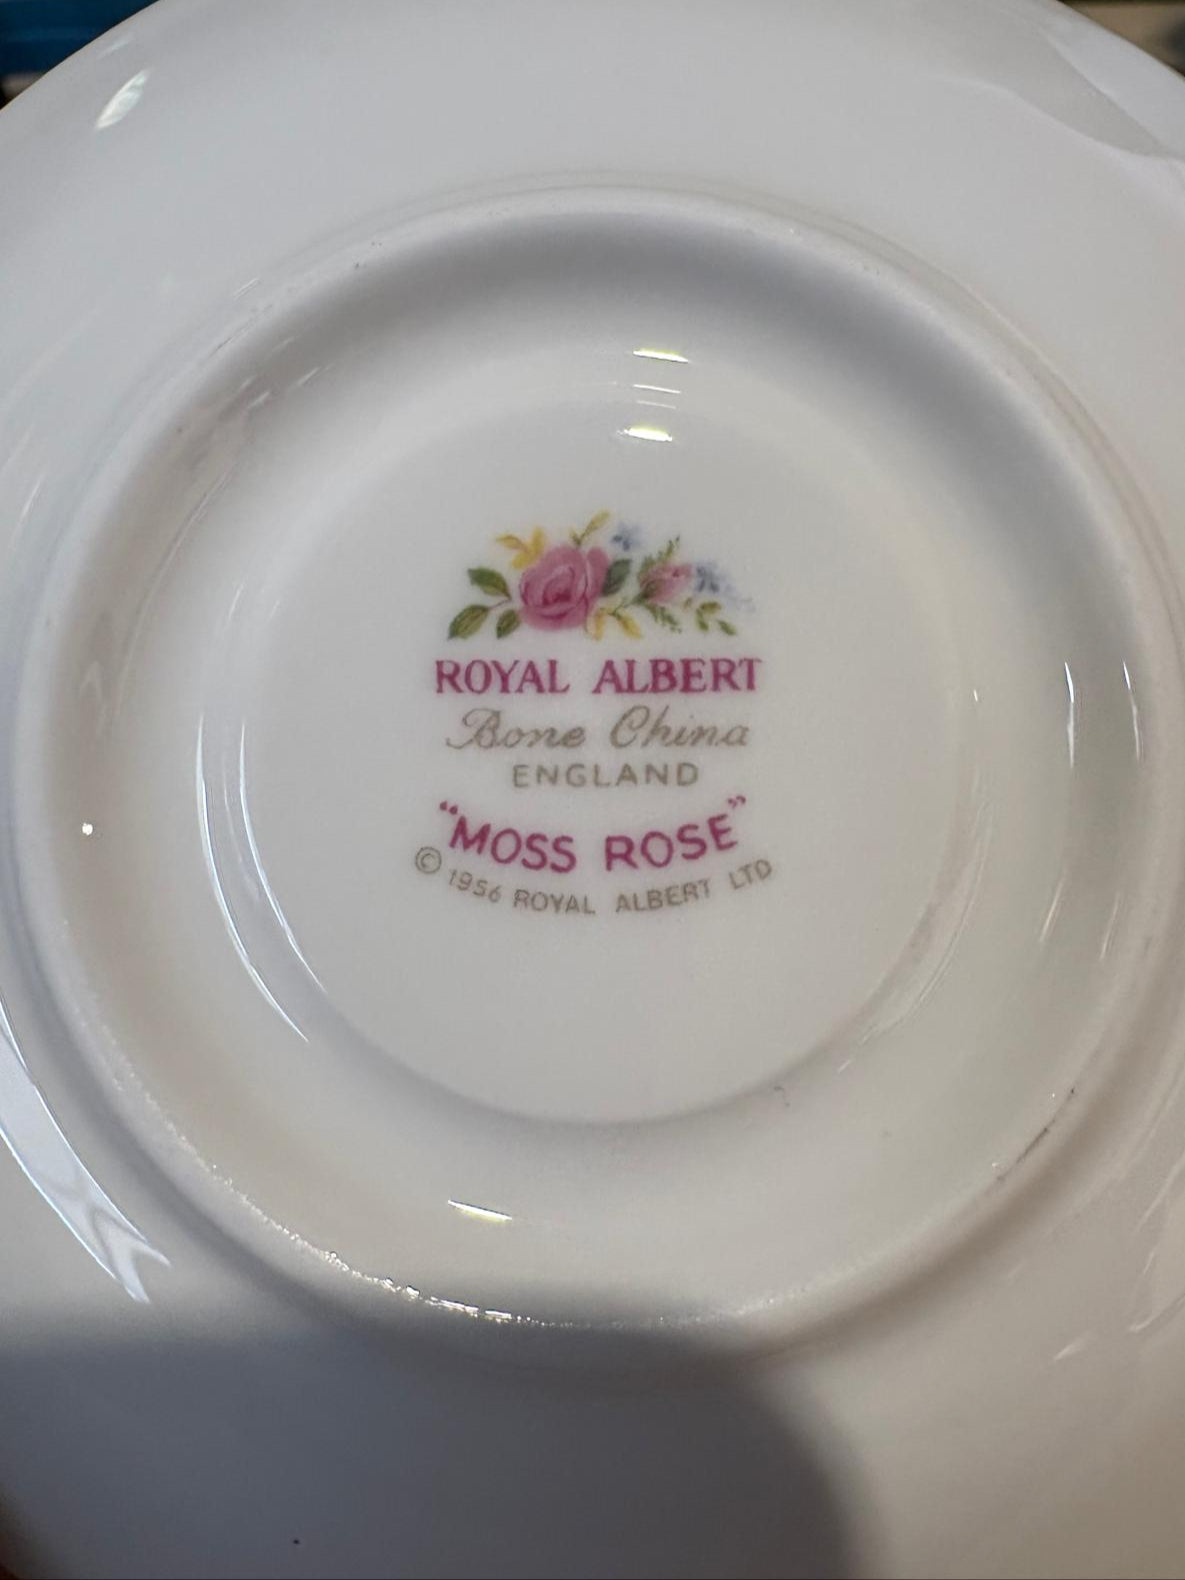 ROYAL ALBERT
Bone China
ENGLAND
"MOSS ROSE"
© 1956 ROYAL ALBERT LTD